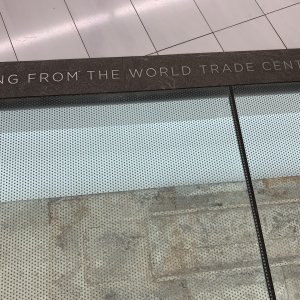 NG FROM THE WORLD TRADE CENT